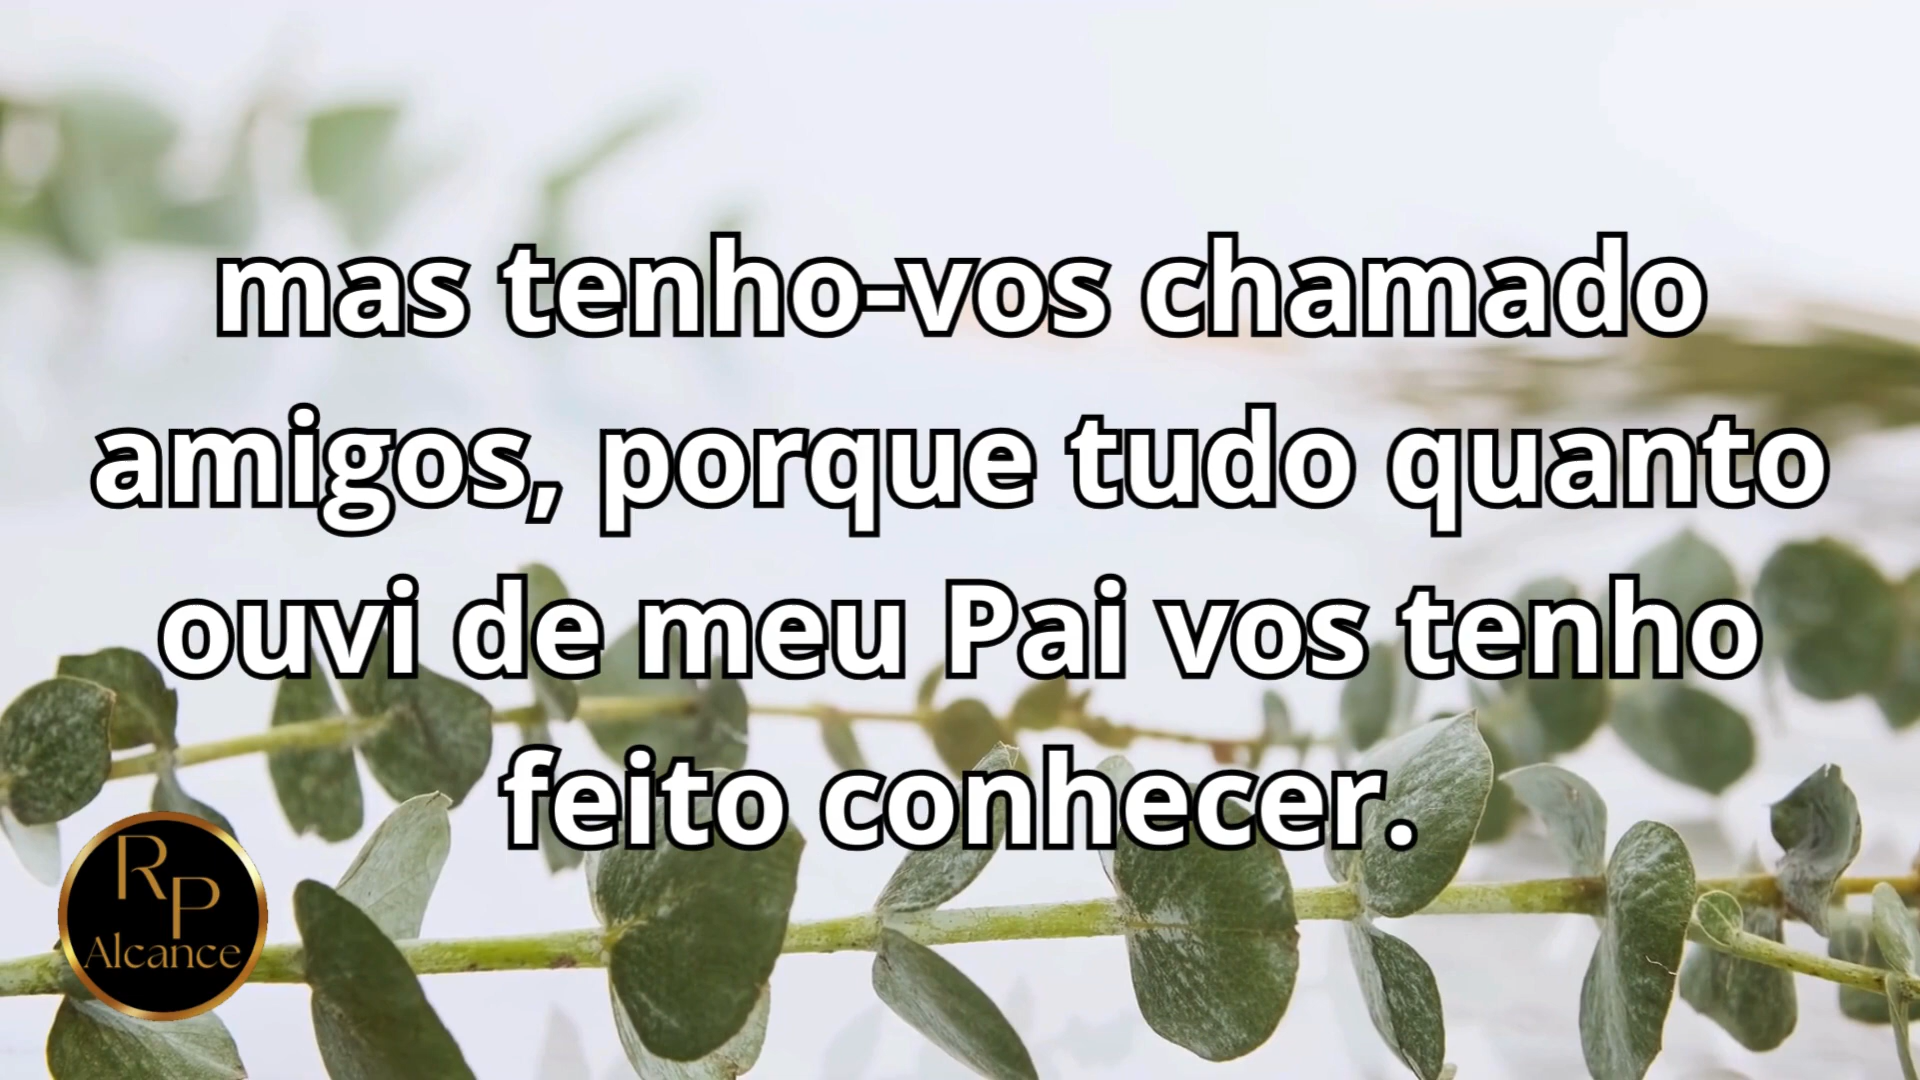 mas tenho-vos chamado
amigos, porque tudo quanto
ouvi de meu Pai vos tenho
feito conhecer.
RP
Alcance